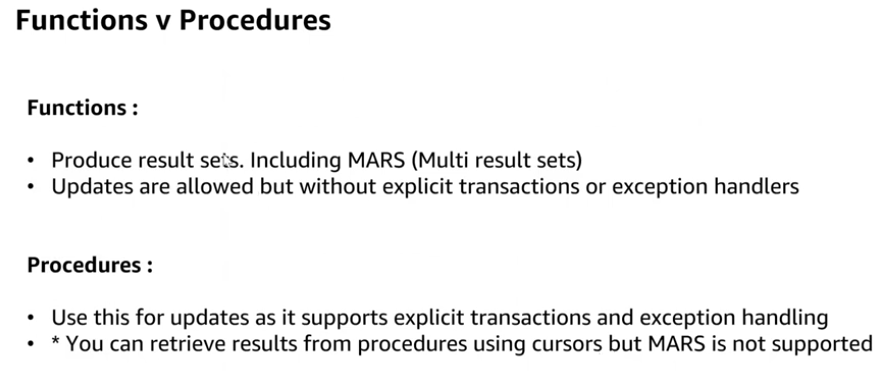 Functions v Procedures
Functions :
• Produce result sets. Including MARS (Multi result sets)
• Updates are allowed but without explicit transactions or exception handlers
Procedures :
• Use this for updates as it supports explicit transactions and exception handling
• * You can retrieve results from procedures using cursors but MARS is not supported